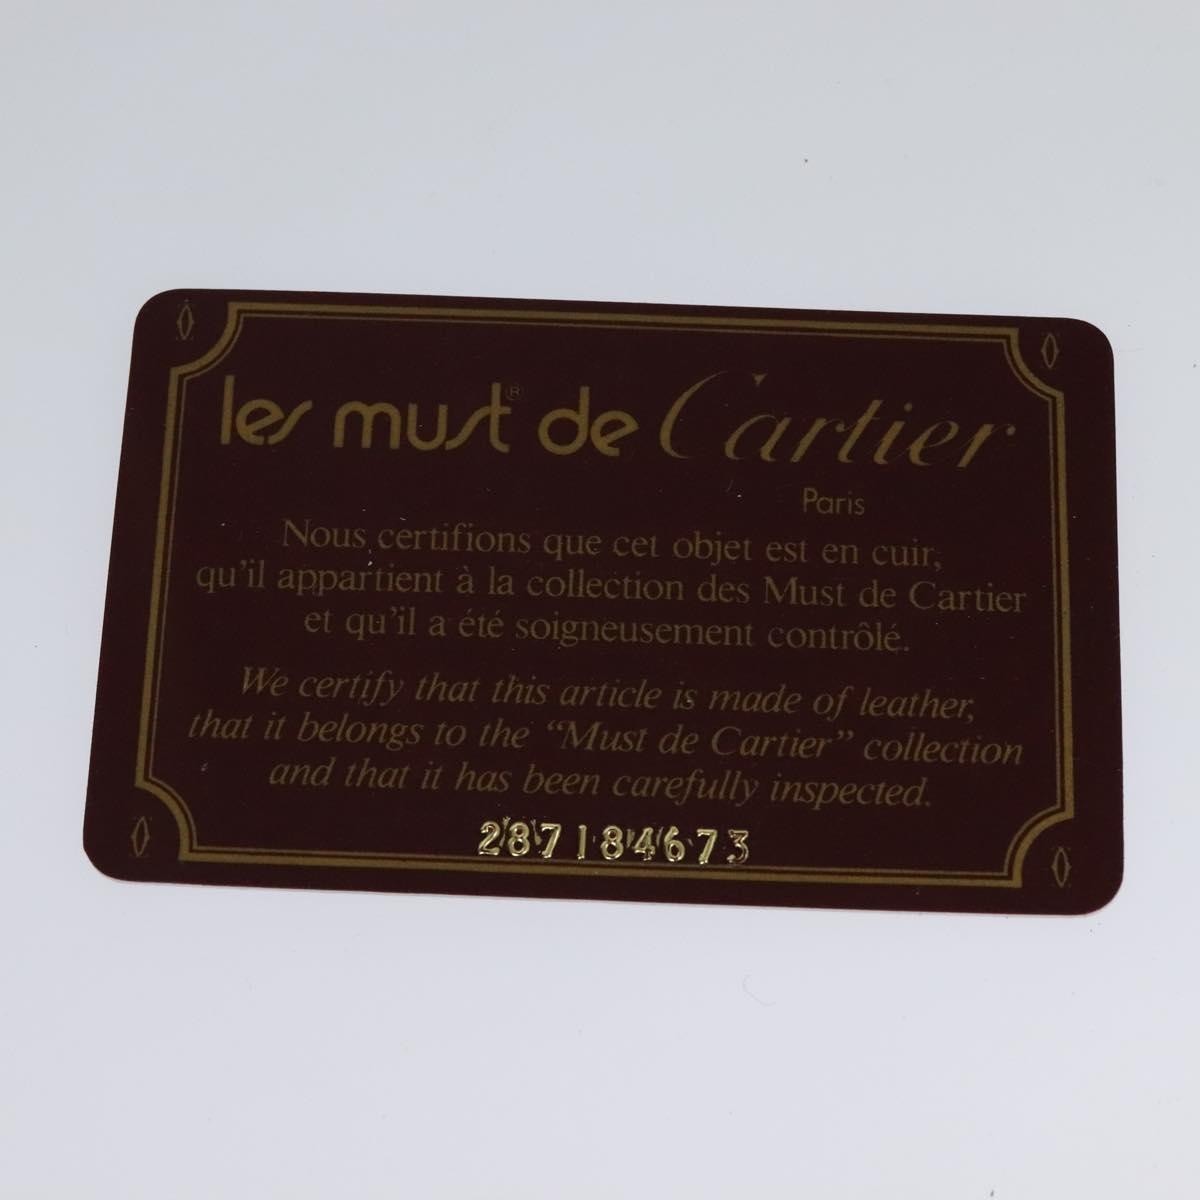 les must® de Cartier
Paris
Nous certifions que cet objet est en cuir,
qu'il appartient à la collection des Must de Cartier
et qu'il a été soigneusement contrôlé.
We certify that this article is made of leather,
that it belongs to the “Must de Cartier” collection
and that it has been carefully inspected.
287184673